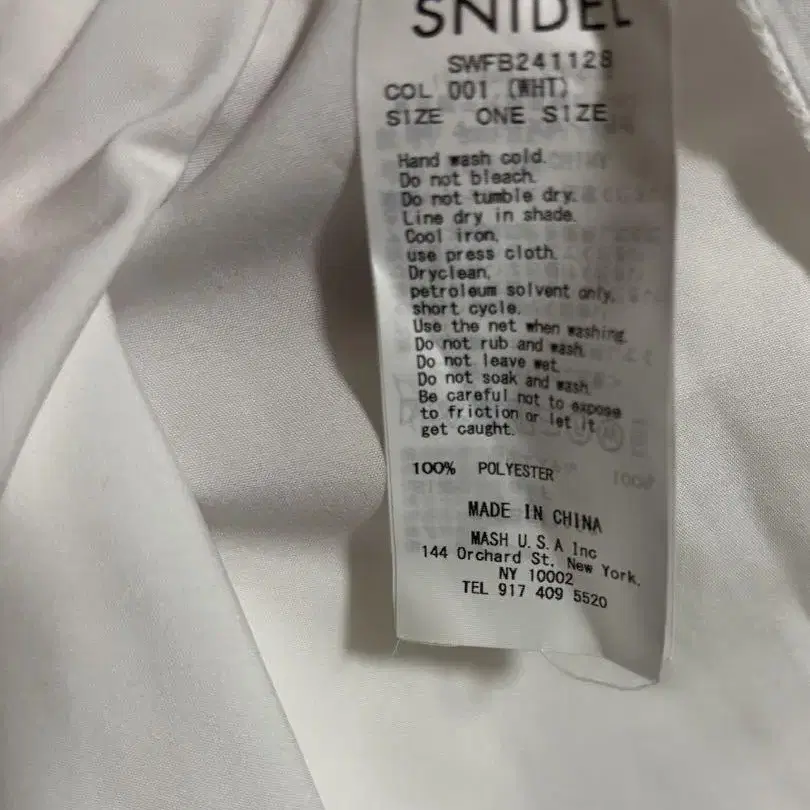 SNIDEL
SWFB241128
COL 001 (WHT)
SIZE ONE SIZE
Hand wash cold.
Do not bleach.
Do not tumble dry.
Line dry in shade.
Cool iron,
use press cloth.
Dryclean,
petroleum solvent only,
short cycle.
Use the net when washing.
Do not rub and wash.
Do not leave wet.
Do not soak and wash.
Be careful not to expose
to friction or let it
get caught.
100% POLYESTER
MADE IN CHINA
MASH U.S.A Inc
144 Orchard St. New York,
NY 10002
TEL 917 409 5520